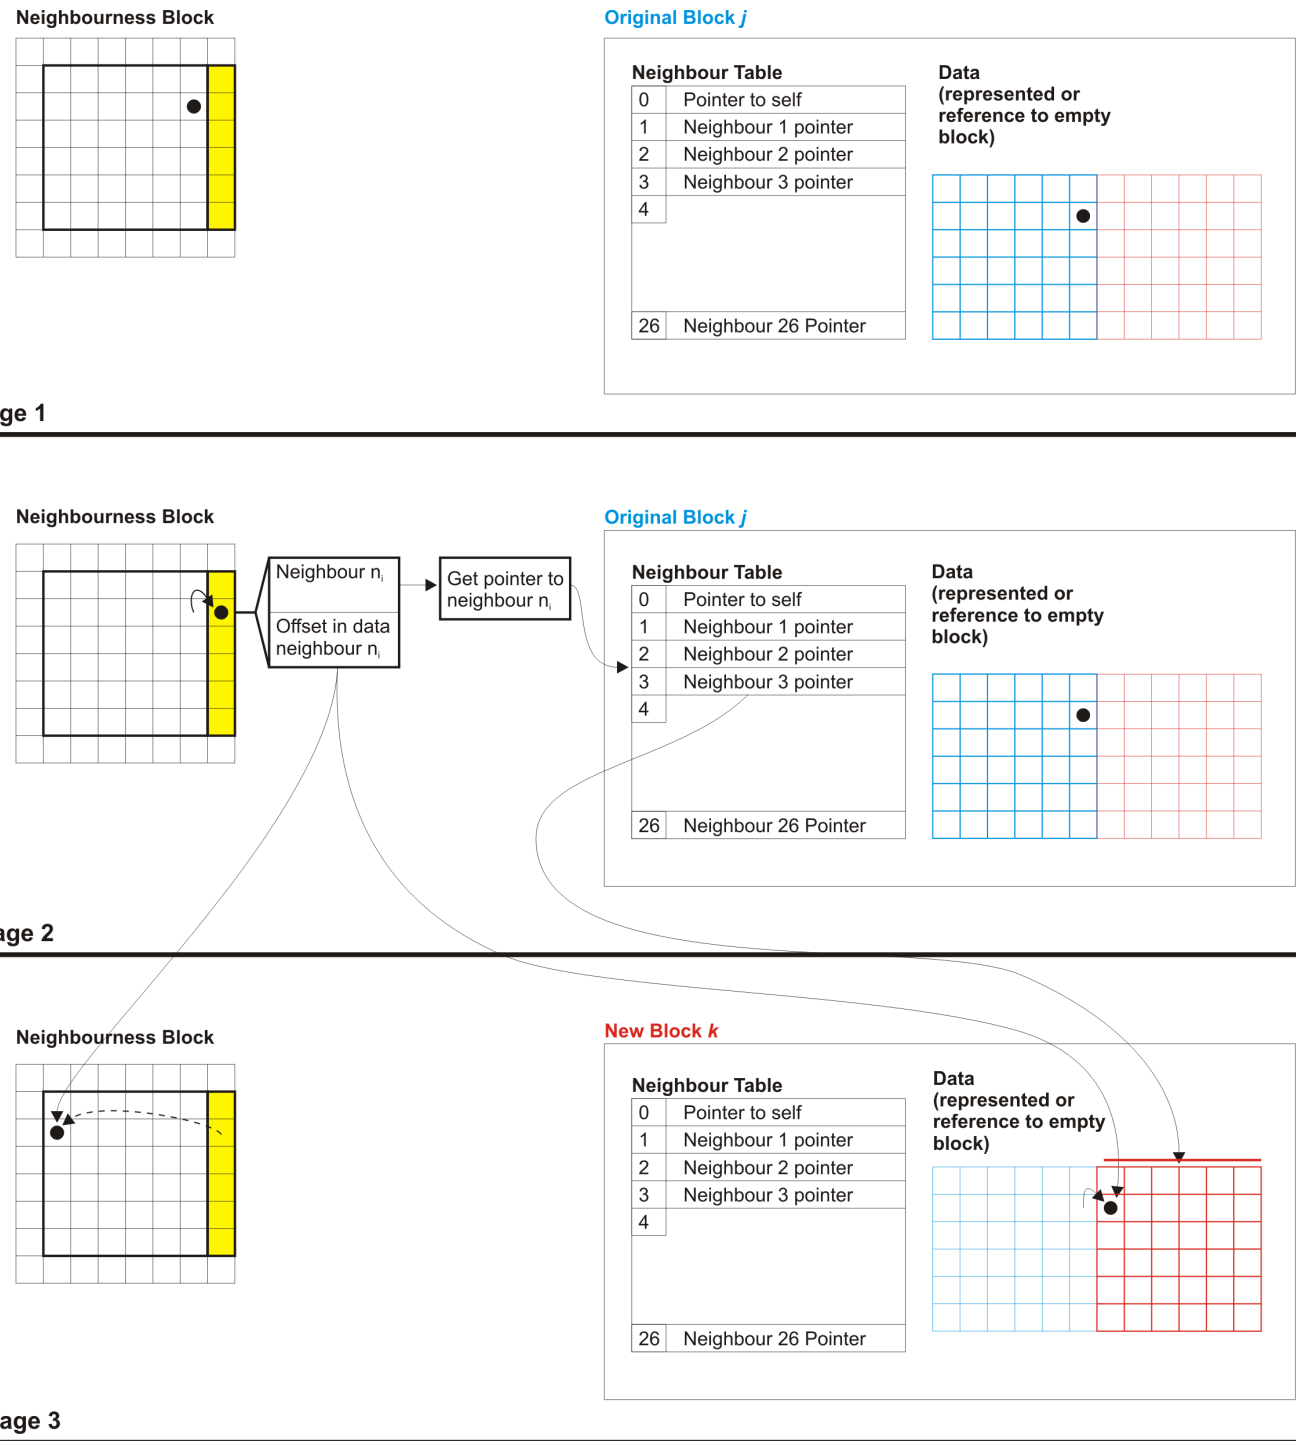 Neighbourness Block
Original Block j
Neighbour Table
0 Pointer to self
1 Neighbour 1 pointer
2 Neighbour 2 pointer
3 Neighbour 3 pointer
4
26 Neighbour 26 Pointer
Data
(represented or
reference to empty
block)
ge 1
Neighbourness Block
Neighbour ni
Offset in data
neighbour ni
Get pointer to
neighbour ni
Original Block j
Neighbour Table
0 Pointer to self
1 Neighbour 1 pointer
2 Neighbour 2 pointer
3 Neighbour 3 pointer
4
26 Neighbour 26 Pointer
Data
(represented or
reference to empty
block)
age 2
Neighbourness Block
New Block k
Neighbour Table
0 Pointer to self
1 Neighbour 1 pointer
2 Neighbour 2 pointer
3 Neighbour 3 pointer
4
26 Neighbour 26 Pointer
Data
(represented or
reference to empty
block)
age 3